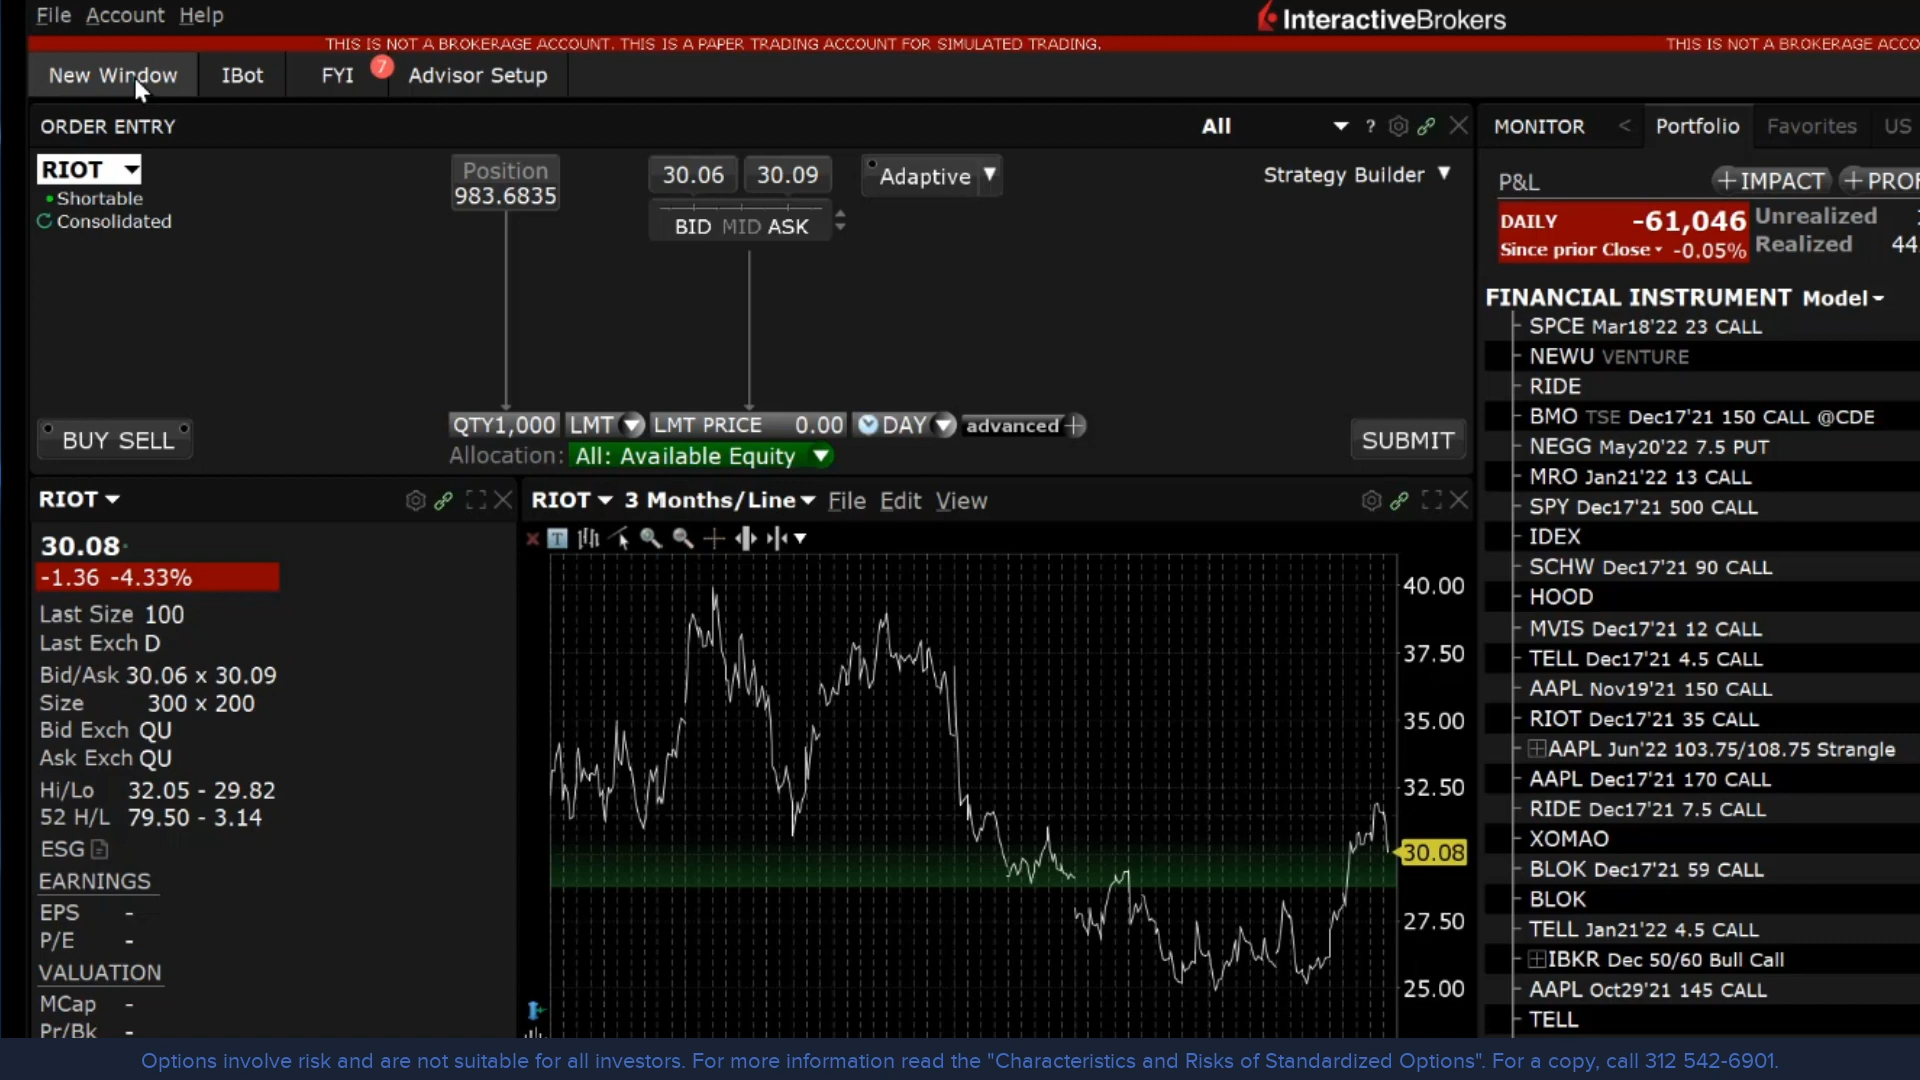 File Account Help
InteractiveBrokers
THIS IS NOT A BROKERAGE ACCOUNT. THIS IS A PAPER TRADING ACCOUNT FOR SIMULATED TRADING.
THIS IS NOT A BROKERAGE ACCO
New Window IBot FYI 7 Advisor Setup
ORDER ENTRY
All ?
RIOT
Shortable
Consolidated
Position
983.6835
30.06 30.09
BID MID ASK
Adaptive
Strategy Builder
BUY SELL
QTY1,000 LMT LMT PRICE 0.00 DAY advanced +
Allocation: All: Available Equity
SUBMIT
MONITOR < Portfolio Favorites US
P&L +IMPACT
DAILY -61,046 Unrealized
Since prior Close -0.05% Realized 44
FINANCIAL INSTRUMENT Model
SPCE Mar18'22 23 CALL
NEWU VENTURE
RIDE
BMO TSE Dec17'21 150 CALL @CDE
NEGG May20'22 7.5 PUT
MRO Jan21'22 13 CALL
SPY Dec17'21 500 CALL
IDEX
SCHW Dec17'21 90 CALL
HOOD
MVIS Dec17'21 12 CALL
TELL Dec17'21 4.5 CALL
AAPL Nov19'21 150 CALL
RIOT Dec17'21 35 CALL
AAPL Jun'22 103.75/108.75 Strangle
AAPL Dec17'21 170 CALL
RIDE Dec17'21 7.5 CALL
XOMAO
BLOK Dec17'21 59 CALL
BLOK
TELL Jan21'22 4.5 CALL
IBKR Dec 50/60 Bull Call
AAPL Oct29'21 145 CALL
TELL
RIOT
30.08
-1.36 -4.33%
Last Size 100
Last Exch D
Bid/Ask 30.06 x 30.09
Size 300 x 200
Bid Exch QU
Ask Exch QU
Hi/Lo 32.05 - 29.82
52 H/L 79.50 - 3.14
ESG
EARNINGS
EPS -
P/E -
VALUATION
MCap -
Pr/Bk -
RIOT 3 Months/Line File Edit View
T
40.00
37.50
35.00
32.50
30.08
27.50
25.00
Options involve risk and are not suitable for all investors. For more information read the "Characteristics and Risks of Standardized Options". For a copy, call 312 542-6901.